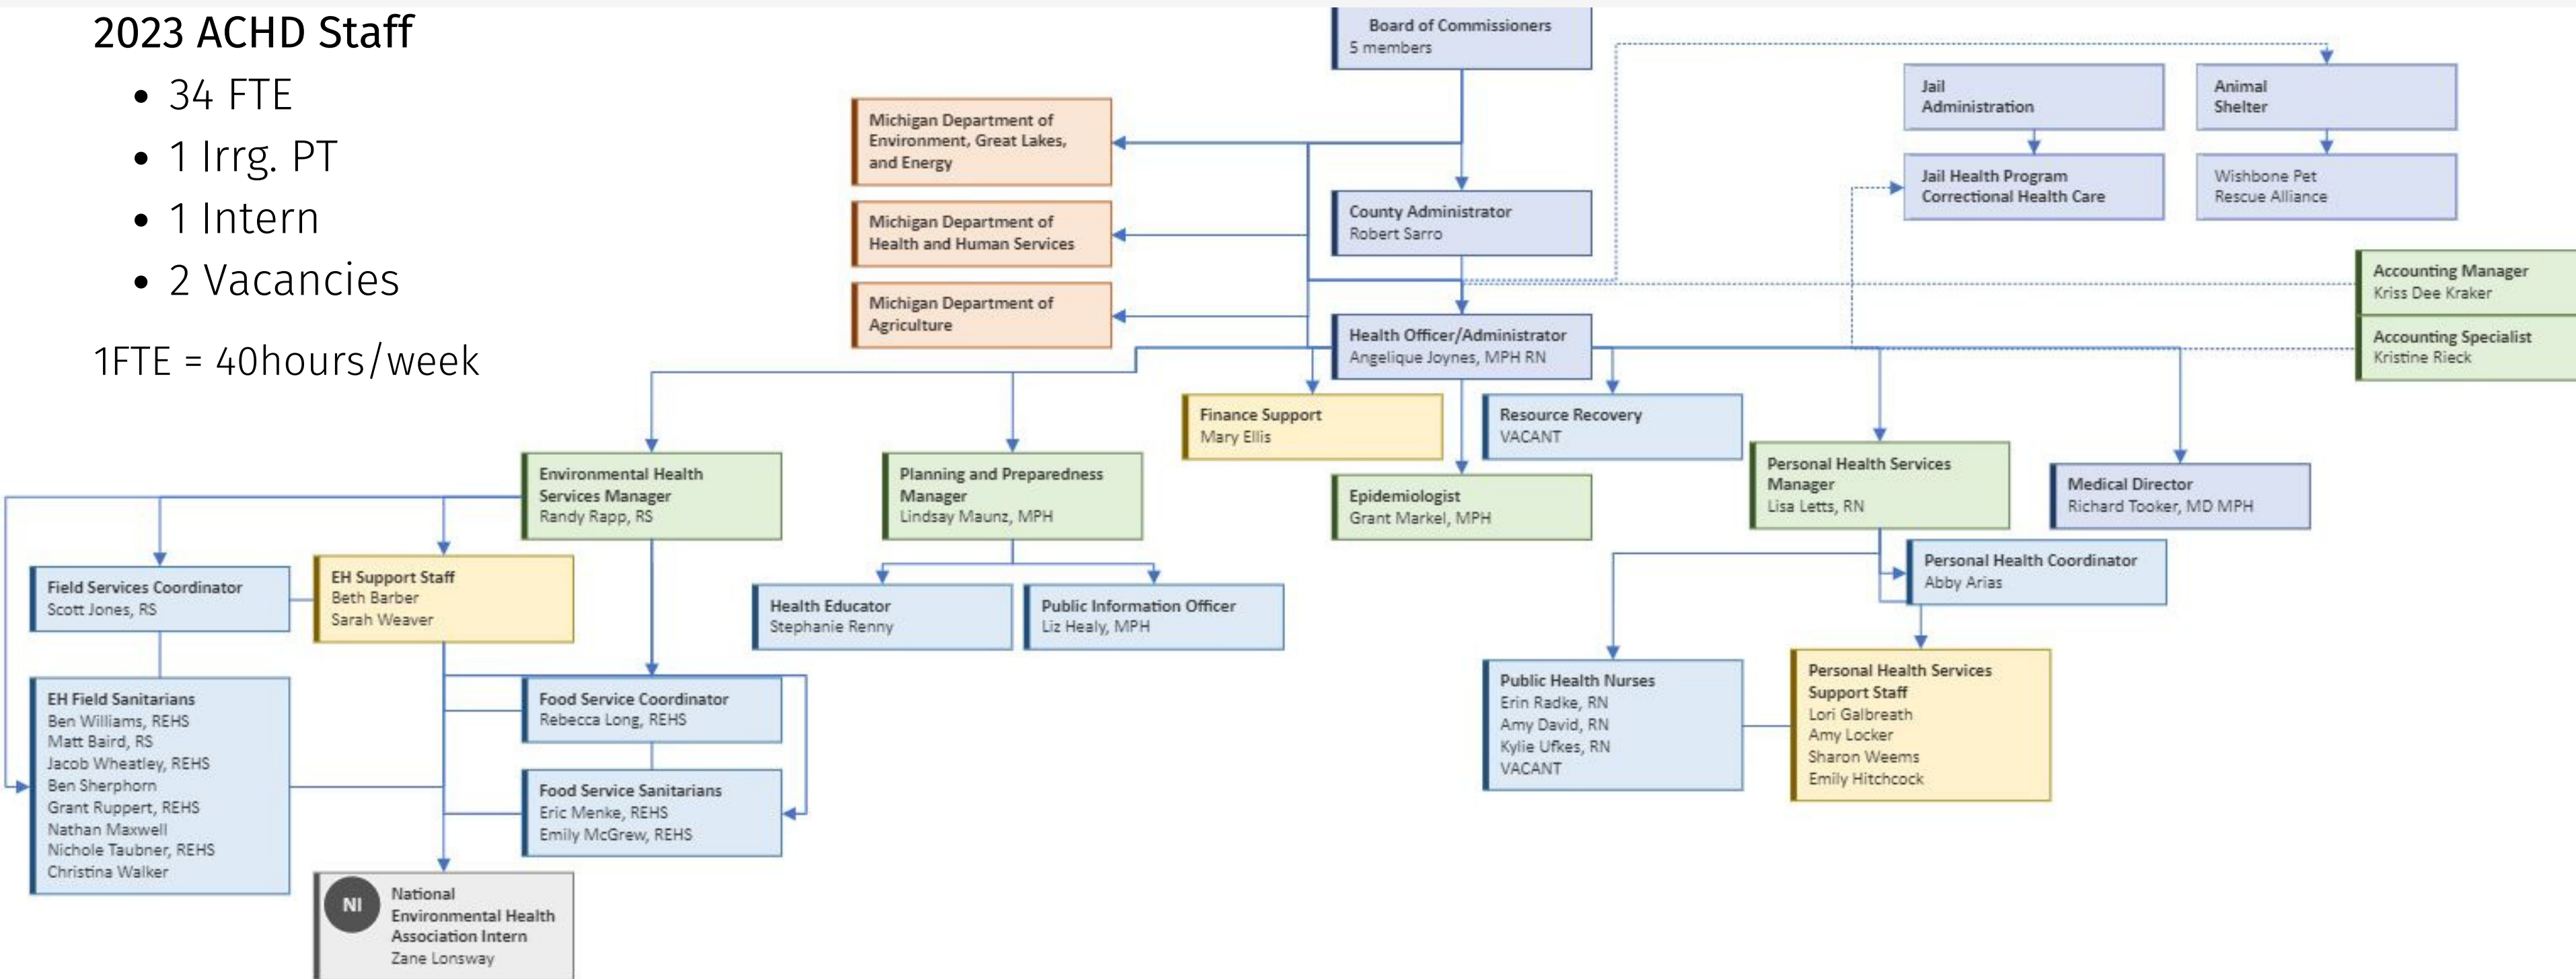 2023 ACHD Staff
• 34 FTE
• 1 Irrg. PT
• 1 Intern
• 2 Vacancies
1FTE = 40hours/week
Board of Commissioners
5 members
Michigan Department of
Environment, Great Lakes,
and Energy
Michigan Department of
Health and Human Services
Michigan Department of
Agriculture
County Administrator
Robert Sarro
Jail
Administration
Animal
Shelter
Jail Health Program
Correctional Health Care
Wishbone Pet
Rescue Alliance
Accounting Manager
Kriss Dee Kraker
Accounting Specialist
Kristine Rieck
Health Officer/Administrator
Angelique Joynes, MPH RN
Finance Support
Mary Ellis
Resource Recovery
VACANT
Environmental Health
Services Manager
Randy Rapp, RS
Planning and Preparedness
Manager
Lindsay Maunz, MPH
Epidemiologist
Grant Markel, MPH
Personal Health Services
Manager
Lisa Letts, RN
Medical Director
Richard Tooker, MD MPH
Personal Health Coordinator
Abby Arias
Field Services Coordinator
Scott Jones, RS
EH Support Staff
Beth Barber
Sarah Weaver
Health Educator
Stephanie Renny
Public Information Officer
Liz Healy, MPH
EH Field Sanitarians
Ben Williams, REHS
Matt Baird, RS
Jacob Wheatley, REHS
Ben Sherphorn
Grant Ruppert, REHS
Nathan Maxwell
Nichole Taubner, REHS
Christina Walker
Food Service Coordinator
Rebecca Long, REHS
Food Service Sanitarians
Eric Menke, REHS
Emily McGrew, REHS
Public Health Nurses
Erin Radke, RN
Amy David, RN
Kylie Ufkes, RN
VACANT
Personal Health Services
Support Staff
Lori Galbreath
Amy Locker
Sharon Weems
Emily Hitchcock
NI
National
Environmental Health
Association Intern
Zane Lonsway